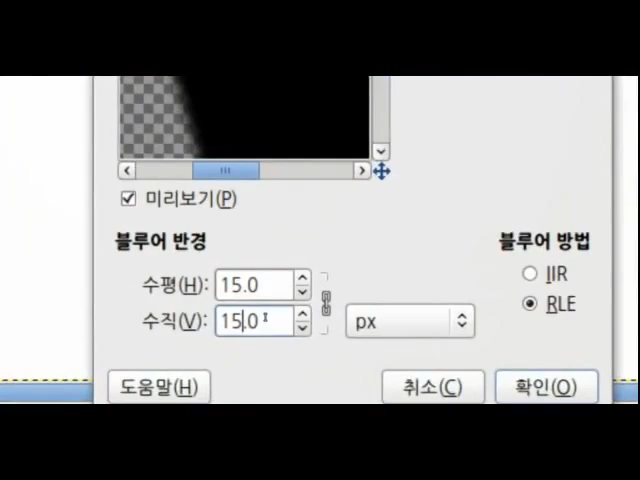 미리보기(P)
블루어 반경
블루어 방법
수평(H): 15.0
IIR
수직(V): 15.0
px
RLE
도움말(H)
취소(C)
확인(O)